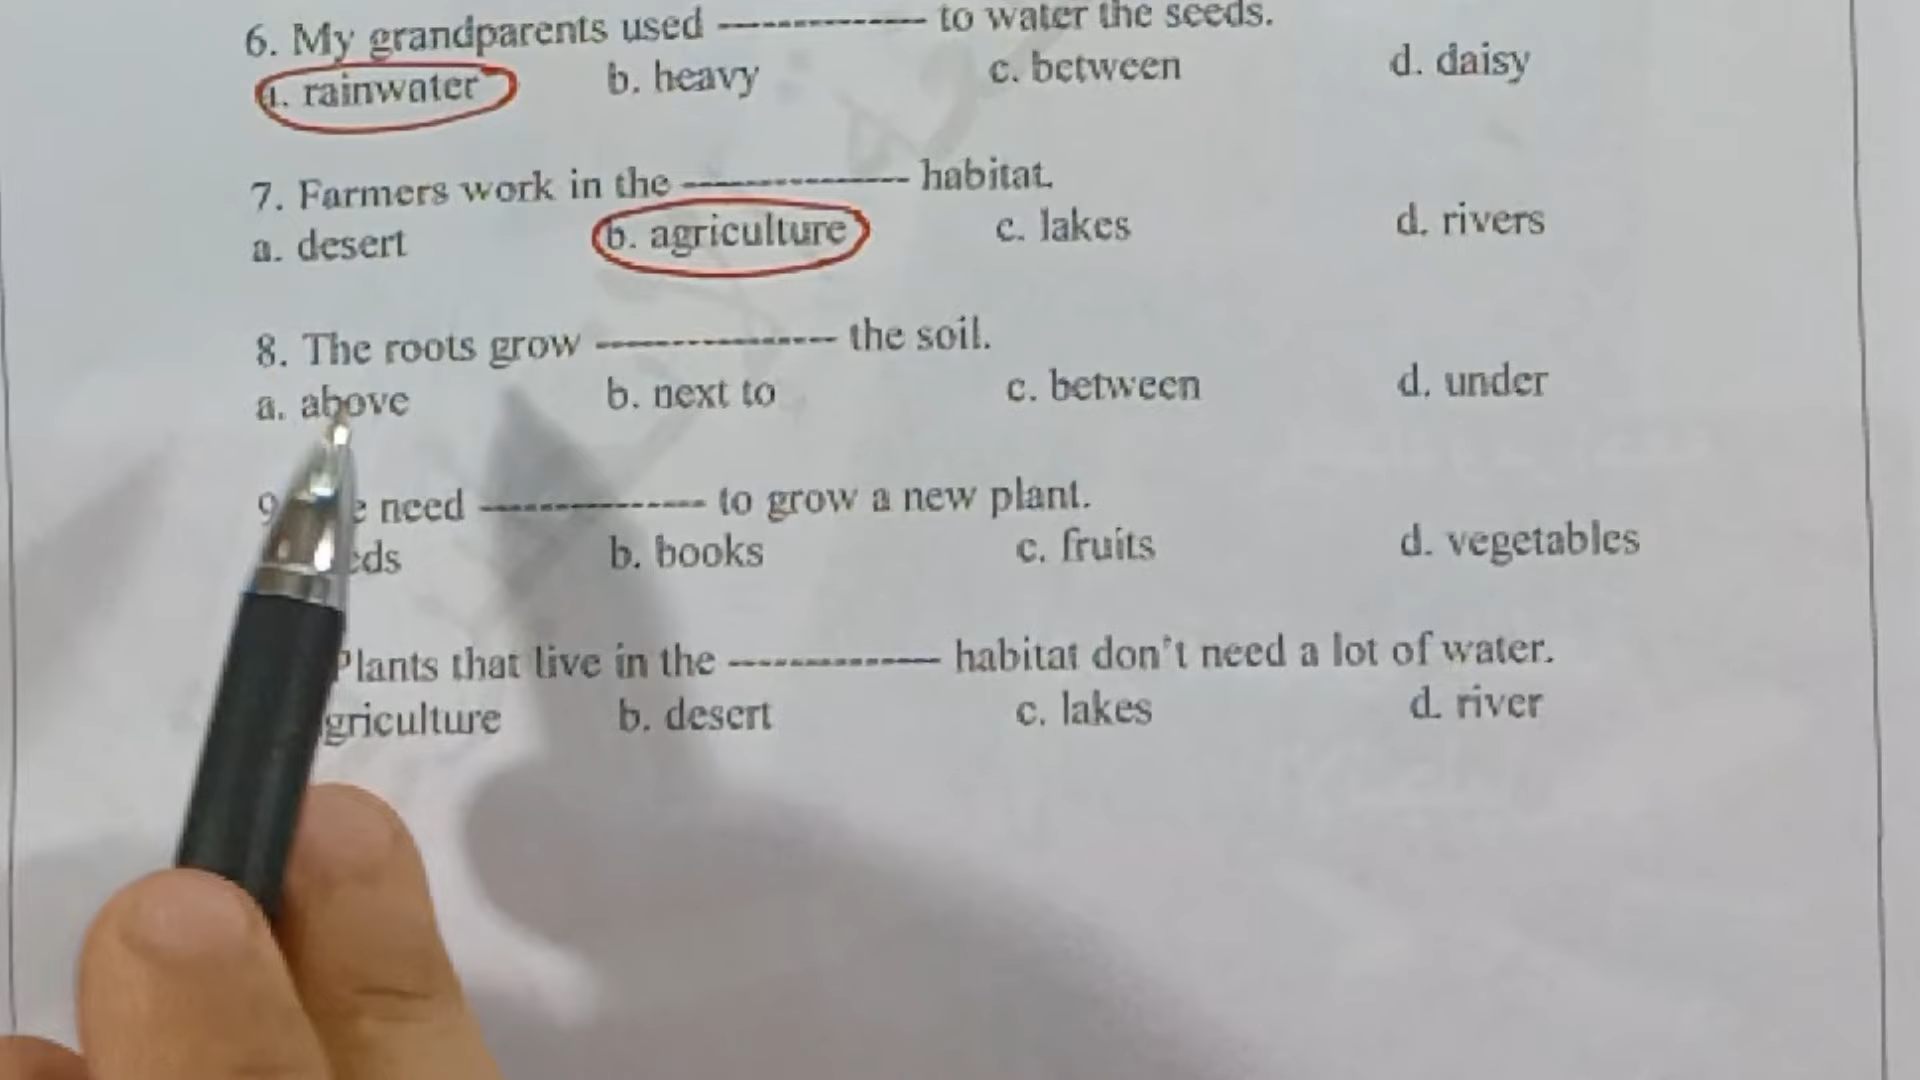 6. My grandparents used -------------- to water the seeds.
a. rainwater b. heavy c. between d. daisy
7. Farmers work in the --------------- habitat.
a. desert b. agriculture c. lakes d. rivers
8. The roots grow ---------------- the soil.
a. above b. next to c. between d. under
need --------------- to grow a new plant.
b. books c. fruits d. vegetables
Plants that live in the -------------- habitat don't need a lot of water.
griculture b. desert c. lakes d. river